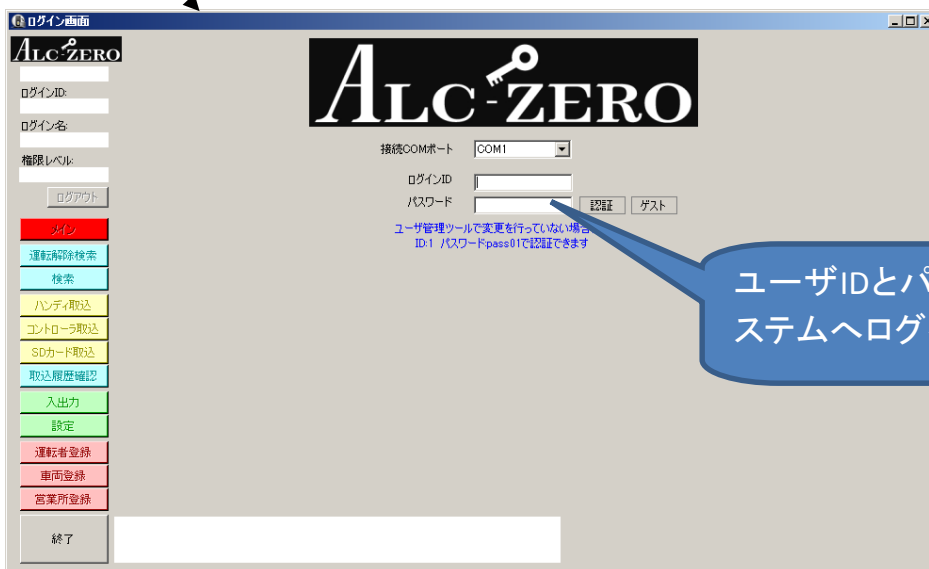 ログイン画面
ALC-ZERO
ログインID:
ログイン名:
権限レベル:
ログアウト
メイン
運転解除検索
検索
ハンディ取込
コントローラ取込
SDカード取込
取込履歴確認
入出力
設定
運転者登録
車両登録
営業所登録
終了
ALC-ZERO
接続COMポート COM1
ログインID
パスワード 認証 ゲスト
ユーザ管理ツールで変更を行っていない場合
ID:1 パスワード:pass01で認証できます
ユーザIDとパ
ステムへログ